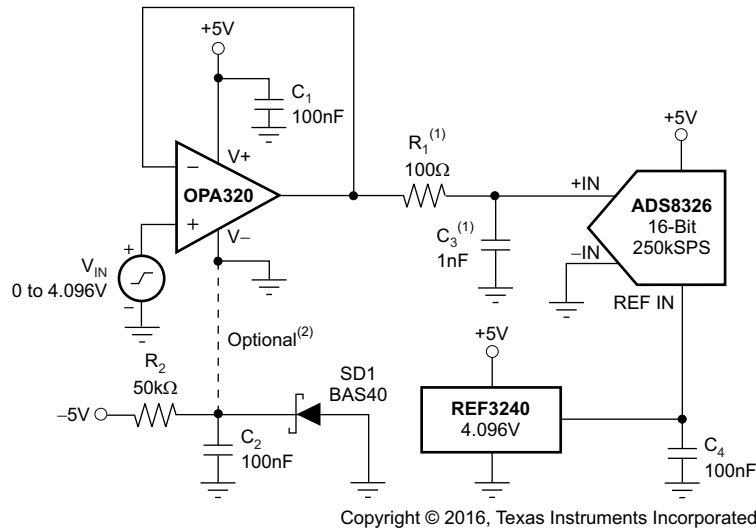 +5V
C1
100nF
V+
–
OPA320
+
V–
R1(1)
100Ω
+5V
+IN
ADS8326
16-Bit
250kSPS
–IN
REF IN
C3(1)
1nF
+
VIN
0 to 4.096V
–
Optional(2)
R2
50kΩ
–5V
SD1
BAS40
C2
100nF
+5V
REF3240
4.096V
C4
100nF
Copyright © 2016, Texas Instruments Incorporated